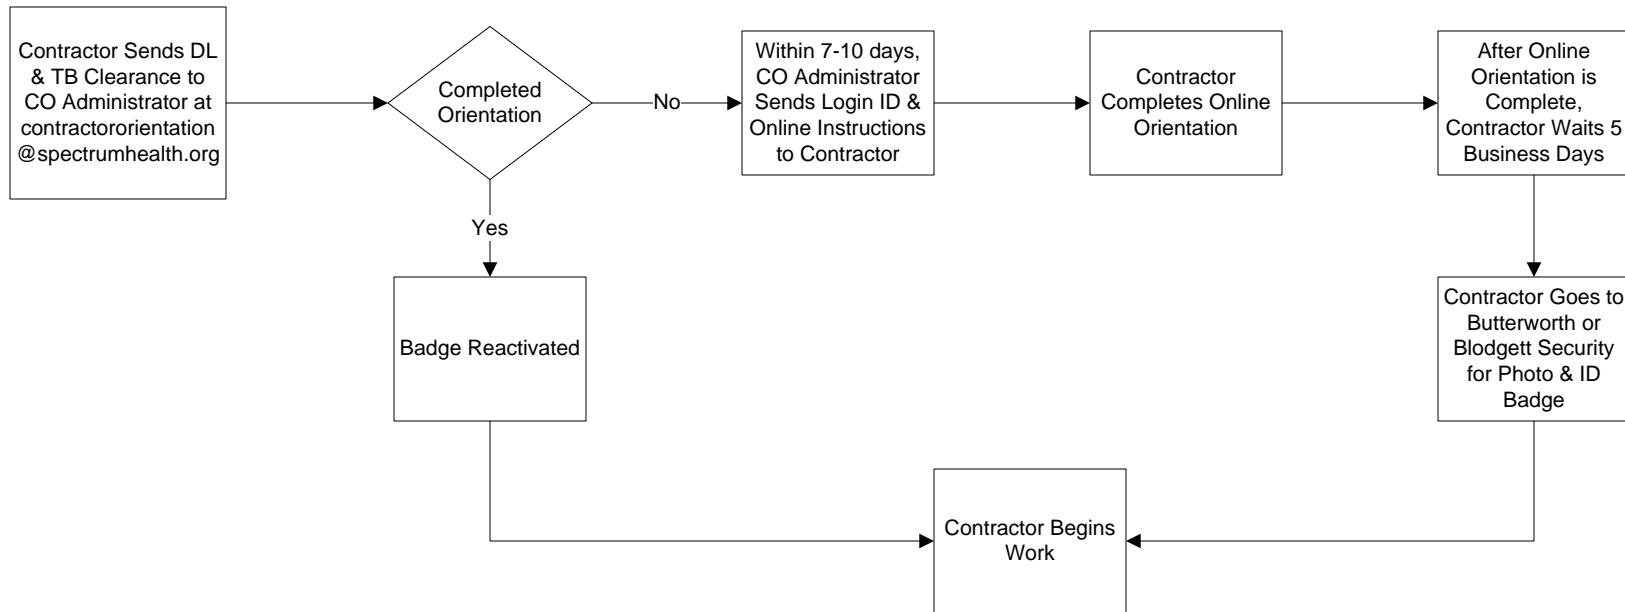 Contractor Sends DL
& TB Clearance to
CO Administrator at
contractororientation
@spectrumhealth.org
Completed
Orientation
No
Within 7-10 days,
CO Administrator
Sends Login ID &
Online Instructions
to Contractor
Contractor
Completes Online
Orientation
After Online
Orientation is
Complete,
Contractor Waits 5
Business Days
Yes
Badge Reactivated
Contractor Goes to
Butterworth or
Blodgett Security
for Photo & ID
Badge
Contractor Begins
Work